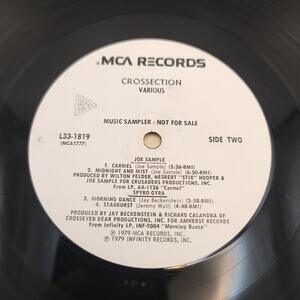 MCA RECORDS
CROSSECTION
VARIOUS
MUSIC SAMPLER - NOT FOR SALE
L33-1819
(MCA1777)
SIDE TWO
JOE SAMPLE
1. CARMEL (Joe Sample) (5:36-BMI)
2. MIDNIGHT AND MIST (Joe Sample) (6:50-BMI)
PRODUCED BY WILTON FELDER, NESBERT "STIX" HOOPER &
JOE SAMPLE FOR CRUSADERS PRODUCTIONS, INC.
From LP, AA-1126 "Carmel"
SPYRO GYRA
3. MORNING DANCE (Jay Beckenstein) (3:58-BMI)
4. STARBURST (Jeremy Wall) (4:48-BMI)
PRODUCED BY JAY BECKENSTEIN & RICHARD CALANDRA OF
CROSSEYED BEAR PRODUCTIONS, INC. FOR AMHERST RECORDS
From Infinity LP, INF-9004 "Morning Dance"
℗ 1979 MCA RECORDS, INC.
℗ 1979 INFINITY RECORDS, INC.